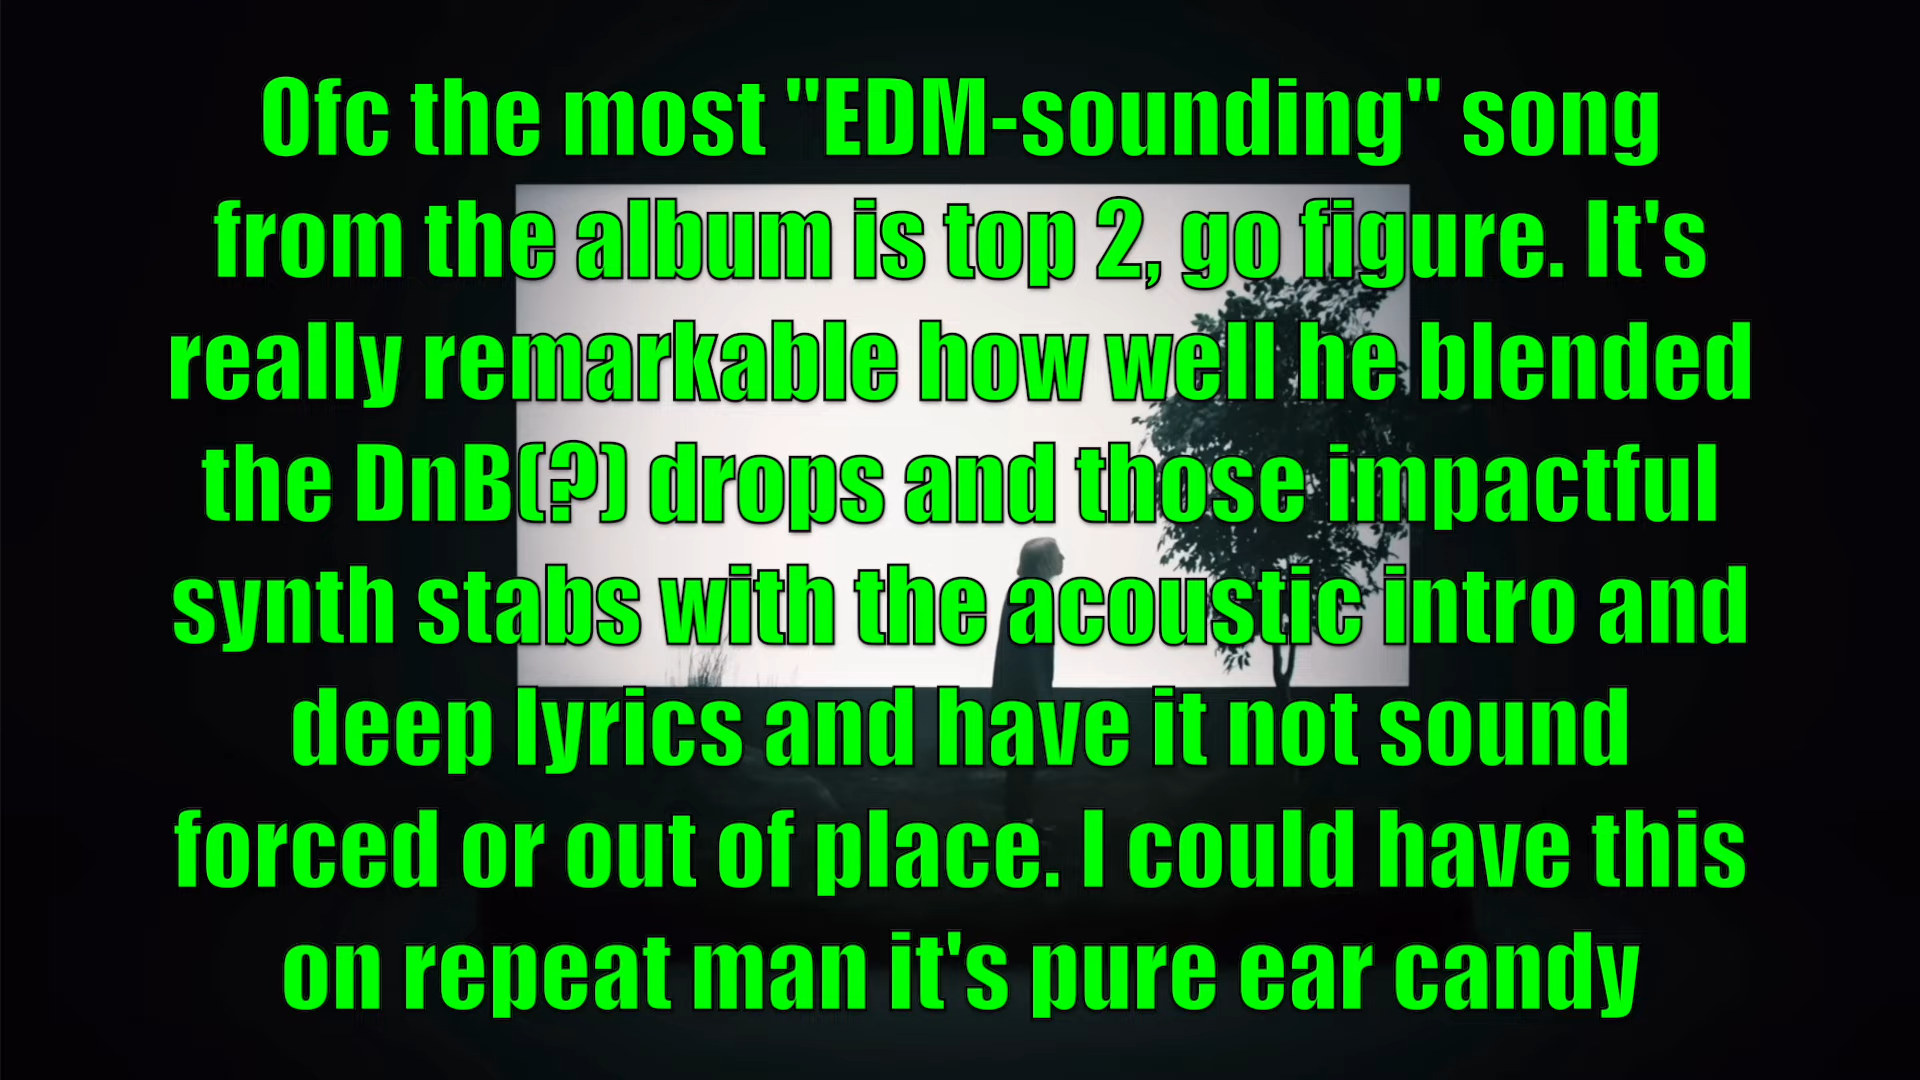 Ofc the most "EDM-sounding" song
from the album is top 2, go figure. It's
really remarkable how well he blended
the DnB(?) drops and those impactful
synth stabs with the acoustic intro and
deep lyrics and have it not sound
forced or out of place. I could have this
on repeat man it's pure ear candy